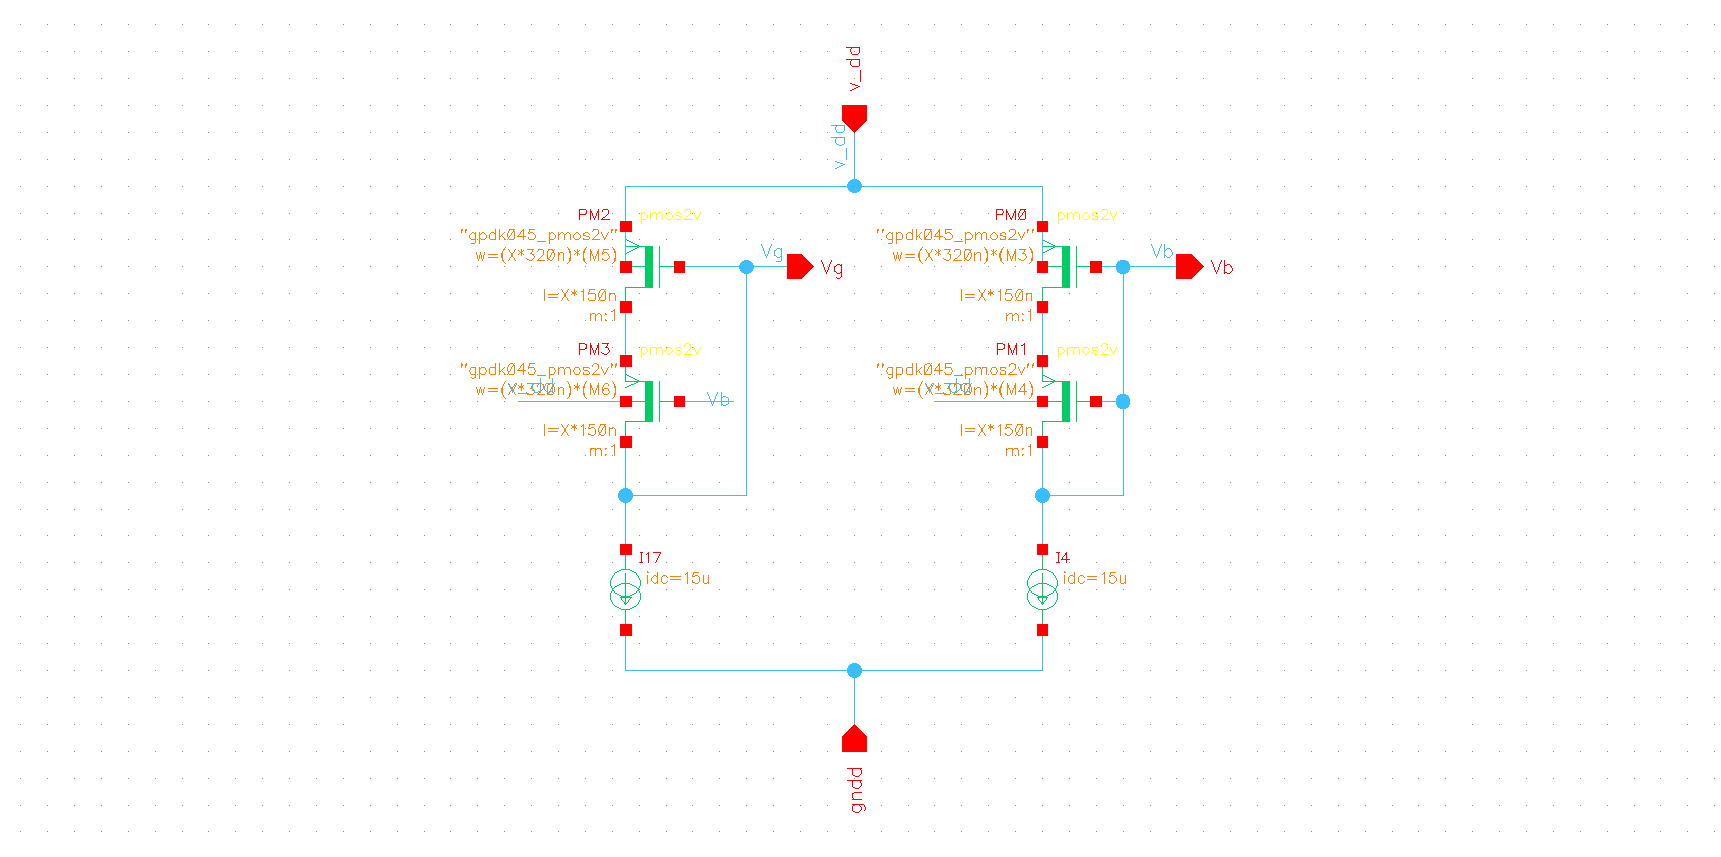 v_dd
v_dd
PM2
pmos2v
"gpdk045_pmos2v"
w=(X*320n)*(M5)
l=X*150n
m:1
Vg
Vg
PM0
pmos2v
"gpdk045_pmos2v"
w=(X*320n)*(M3)
l=X*150n
m:1
Vb
Vb
PM3
pmos2v
"gpdk045_pmos2v"
v_dd
w=(X*320n)*(M6)
Vb
l=X*150n
m:1
PM1
pmos2v
"gpdk045_pmos2v"
v_dd
w=(X*320n)*(M4)
l=X*150n
m:1
I17
idc=15u
I4
idc=15u
gndd